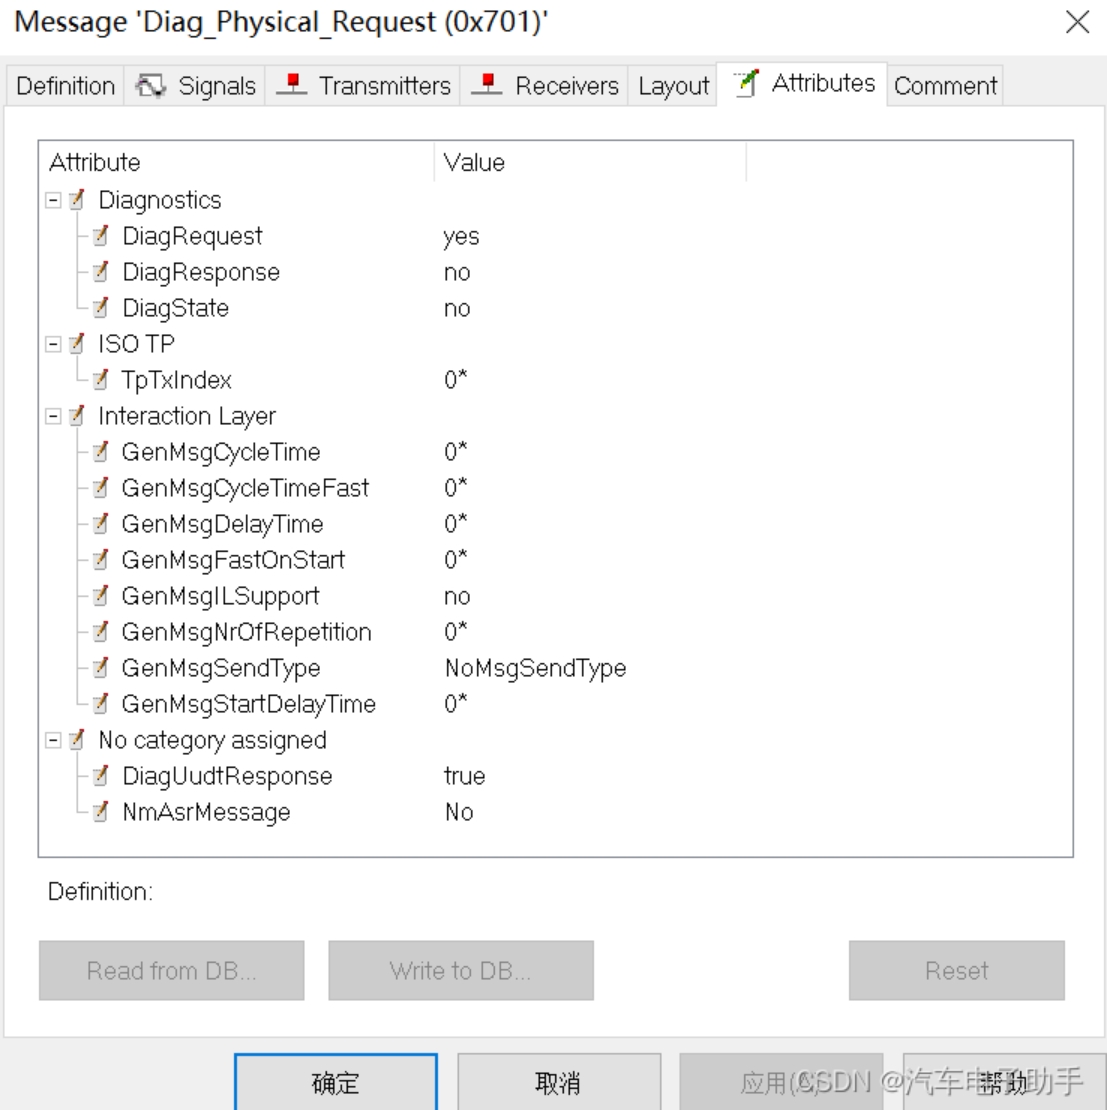 Message 'Diag_Physical_Request (0x701)'
Definition Signals Transmitters Receivers Layout Attributes Comment
Attribute Value
Diagnostics
DiagRequest yes
DiagResponse no
DiagState no
ISO TP
TpTxIndex 0*
Interaction Layer
GenMsgCycleTime 0*
GenMsgCycleTimeFast 0*
GenMsgDelayTime 0*
GenMsgFastOnStart 0*
GenMsgILSupport no
GenMsgNrOfRepetition 0*
GenMsgSendType NoMsgSendType
GenMsgStartDelayTime 0*
No category assigned
DiagUudtResponse true
NmAsrMessage No
Definition:
Read from DB... Write to DB... Reset
确定 取消 应用(A) 帮助
CSDN @汽车电子助手